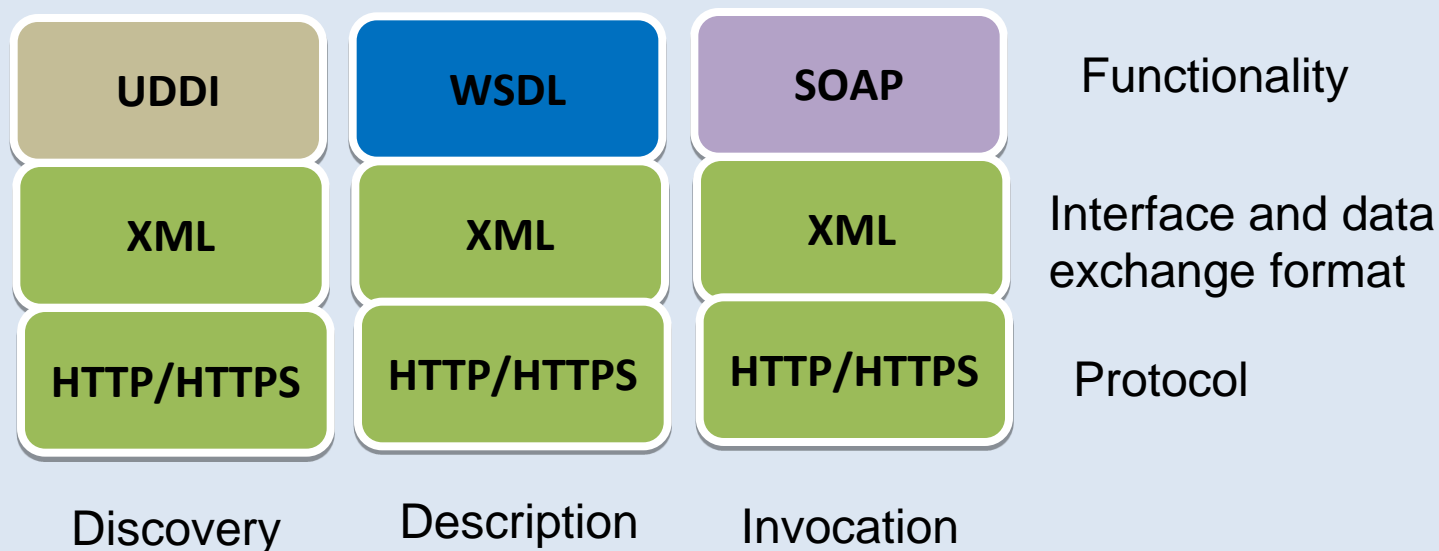 UDDI WSDL SOAP Functionality
XML XML XML Interface and data
exchange format
HTTP/HTTPS HTTP/HTTPS HTTP/HTTPS Protocol
Discovery Description Invocation